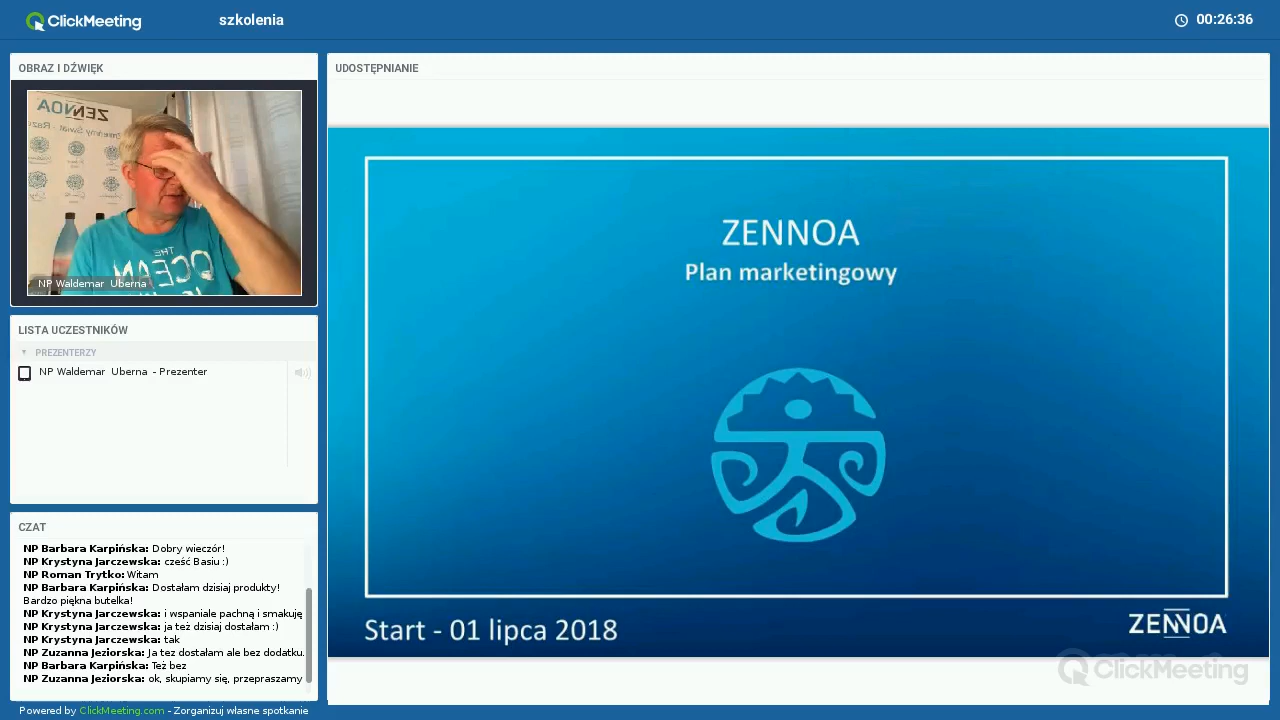 ClickMeeting
szkolenia
00:26:36
OBRAZ I DŹWIĘK
ZENNOA
THE
OCEAN
NP Waldemar Uberna
LISTA UCZESTNIKÓW
PREZENTERZY
NP Waldemar Uberna - Prezenter
CZAT
NP Barbara Karpińska: Dobry wieczór!
NP Krystyna Jarczewska: cześć Basiu :)
NP Roman Trytko: Witam
NP Barbara Karpińska: Dostałam dzisiaj produkty!
Bardzo piękna butelka!
NP Krystyna Jarczewska: i wspaniale pachną i smakuję
NP Krystyna Jarczewska: ja też dzisiaj dostałam :)
NP Krystyna Jarczewska: tak
NP Zuzanna Jeziorska: Ja tez dostałam ale bez dodatku.
NP Barbara Karpińska: Też bez
NP Zuzanna Jeziorska: ok, skupiamy się, przepraszamy
Powered by ClickMeeting.com - Zorganizuj własne spotkanie
UDOSTĘPNIANIE
ZENNOA
Plan marketingowy
Start - 01 lipca 2018
ZENNOA
ClickMeeting